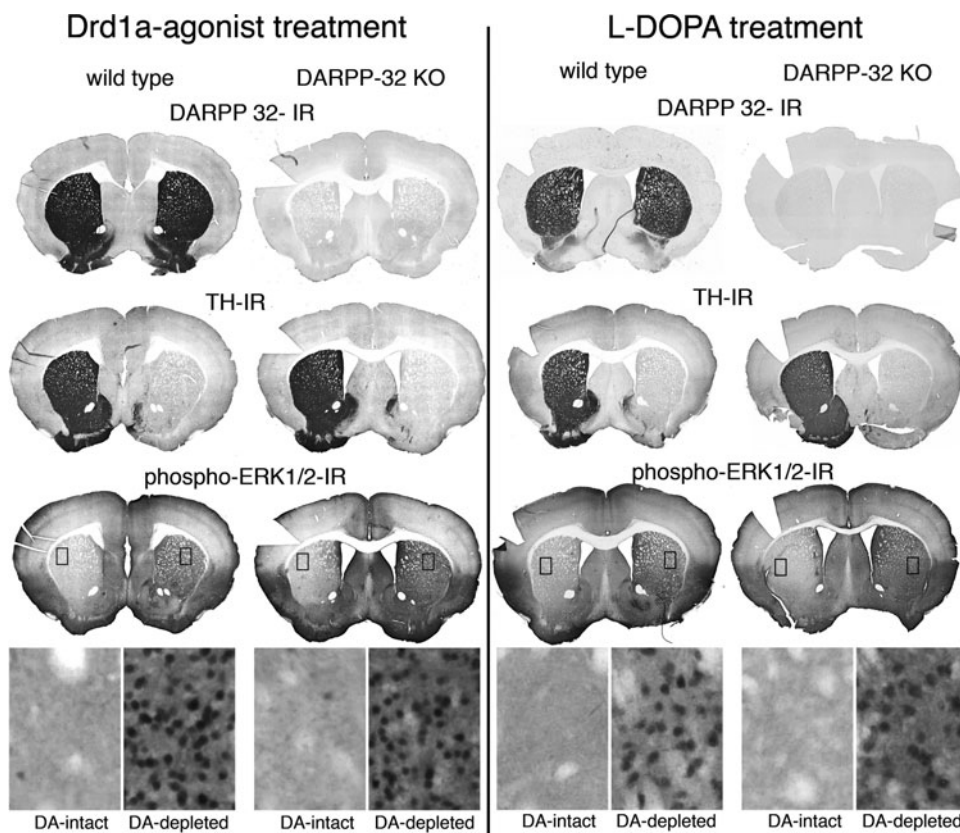 Drd1a-agonist treatment
L-DOPA treatment
wild type
DARPP-32 KO
wild type
DARPP-32 KO
DARPP 32- IR
DARPP 32-IR
TH-IR
TH-IR
phospho-ERK1/2-IR
phospho-ERK1/2-IR
DA-intact
DA-depleted
DA-intact
DA-depleted
DA-intact
DA-depleted
DA-intact
DA-depleted